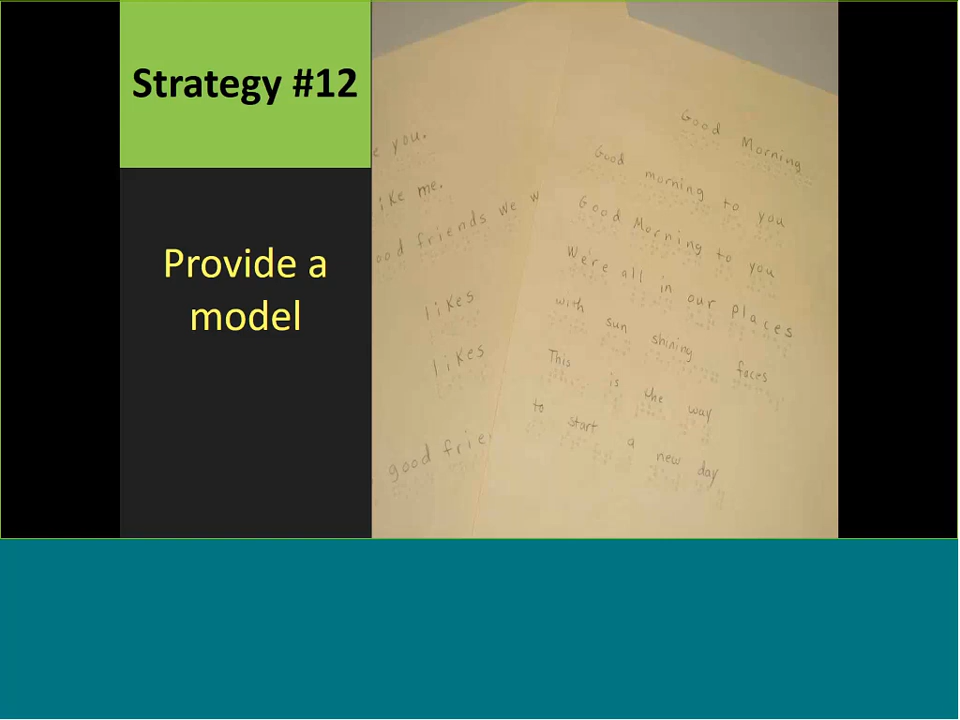 Strategy #12
Provide a
model
e you.
ike me.
ood friends we w
likes
likes
good frie
Good Morning
Good morning to you
Good Morning to you
We're all in our places
with sun shining faces
This is the way
to start a new day